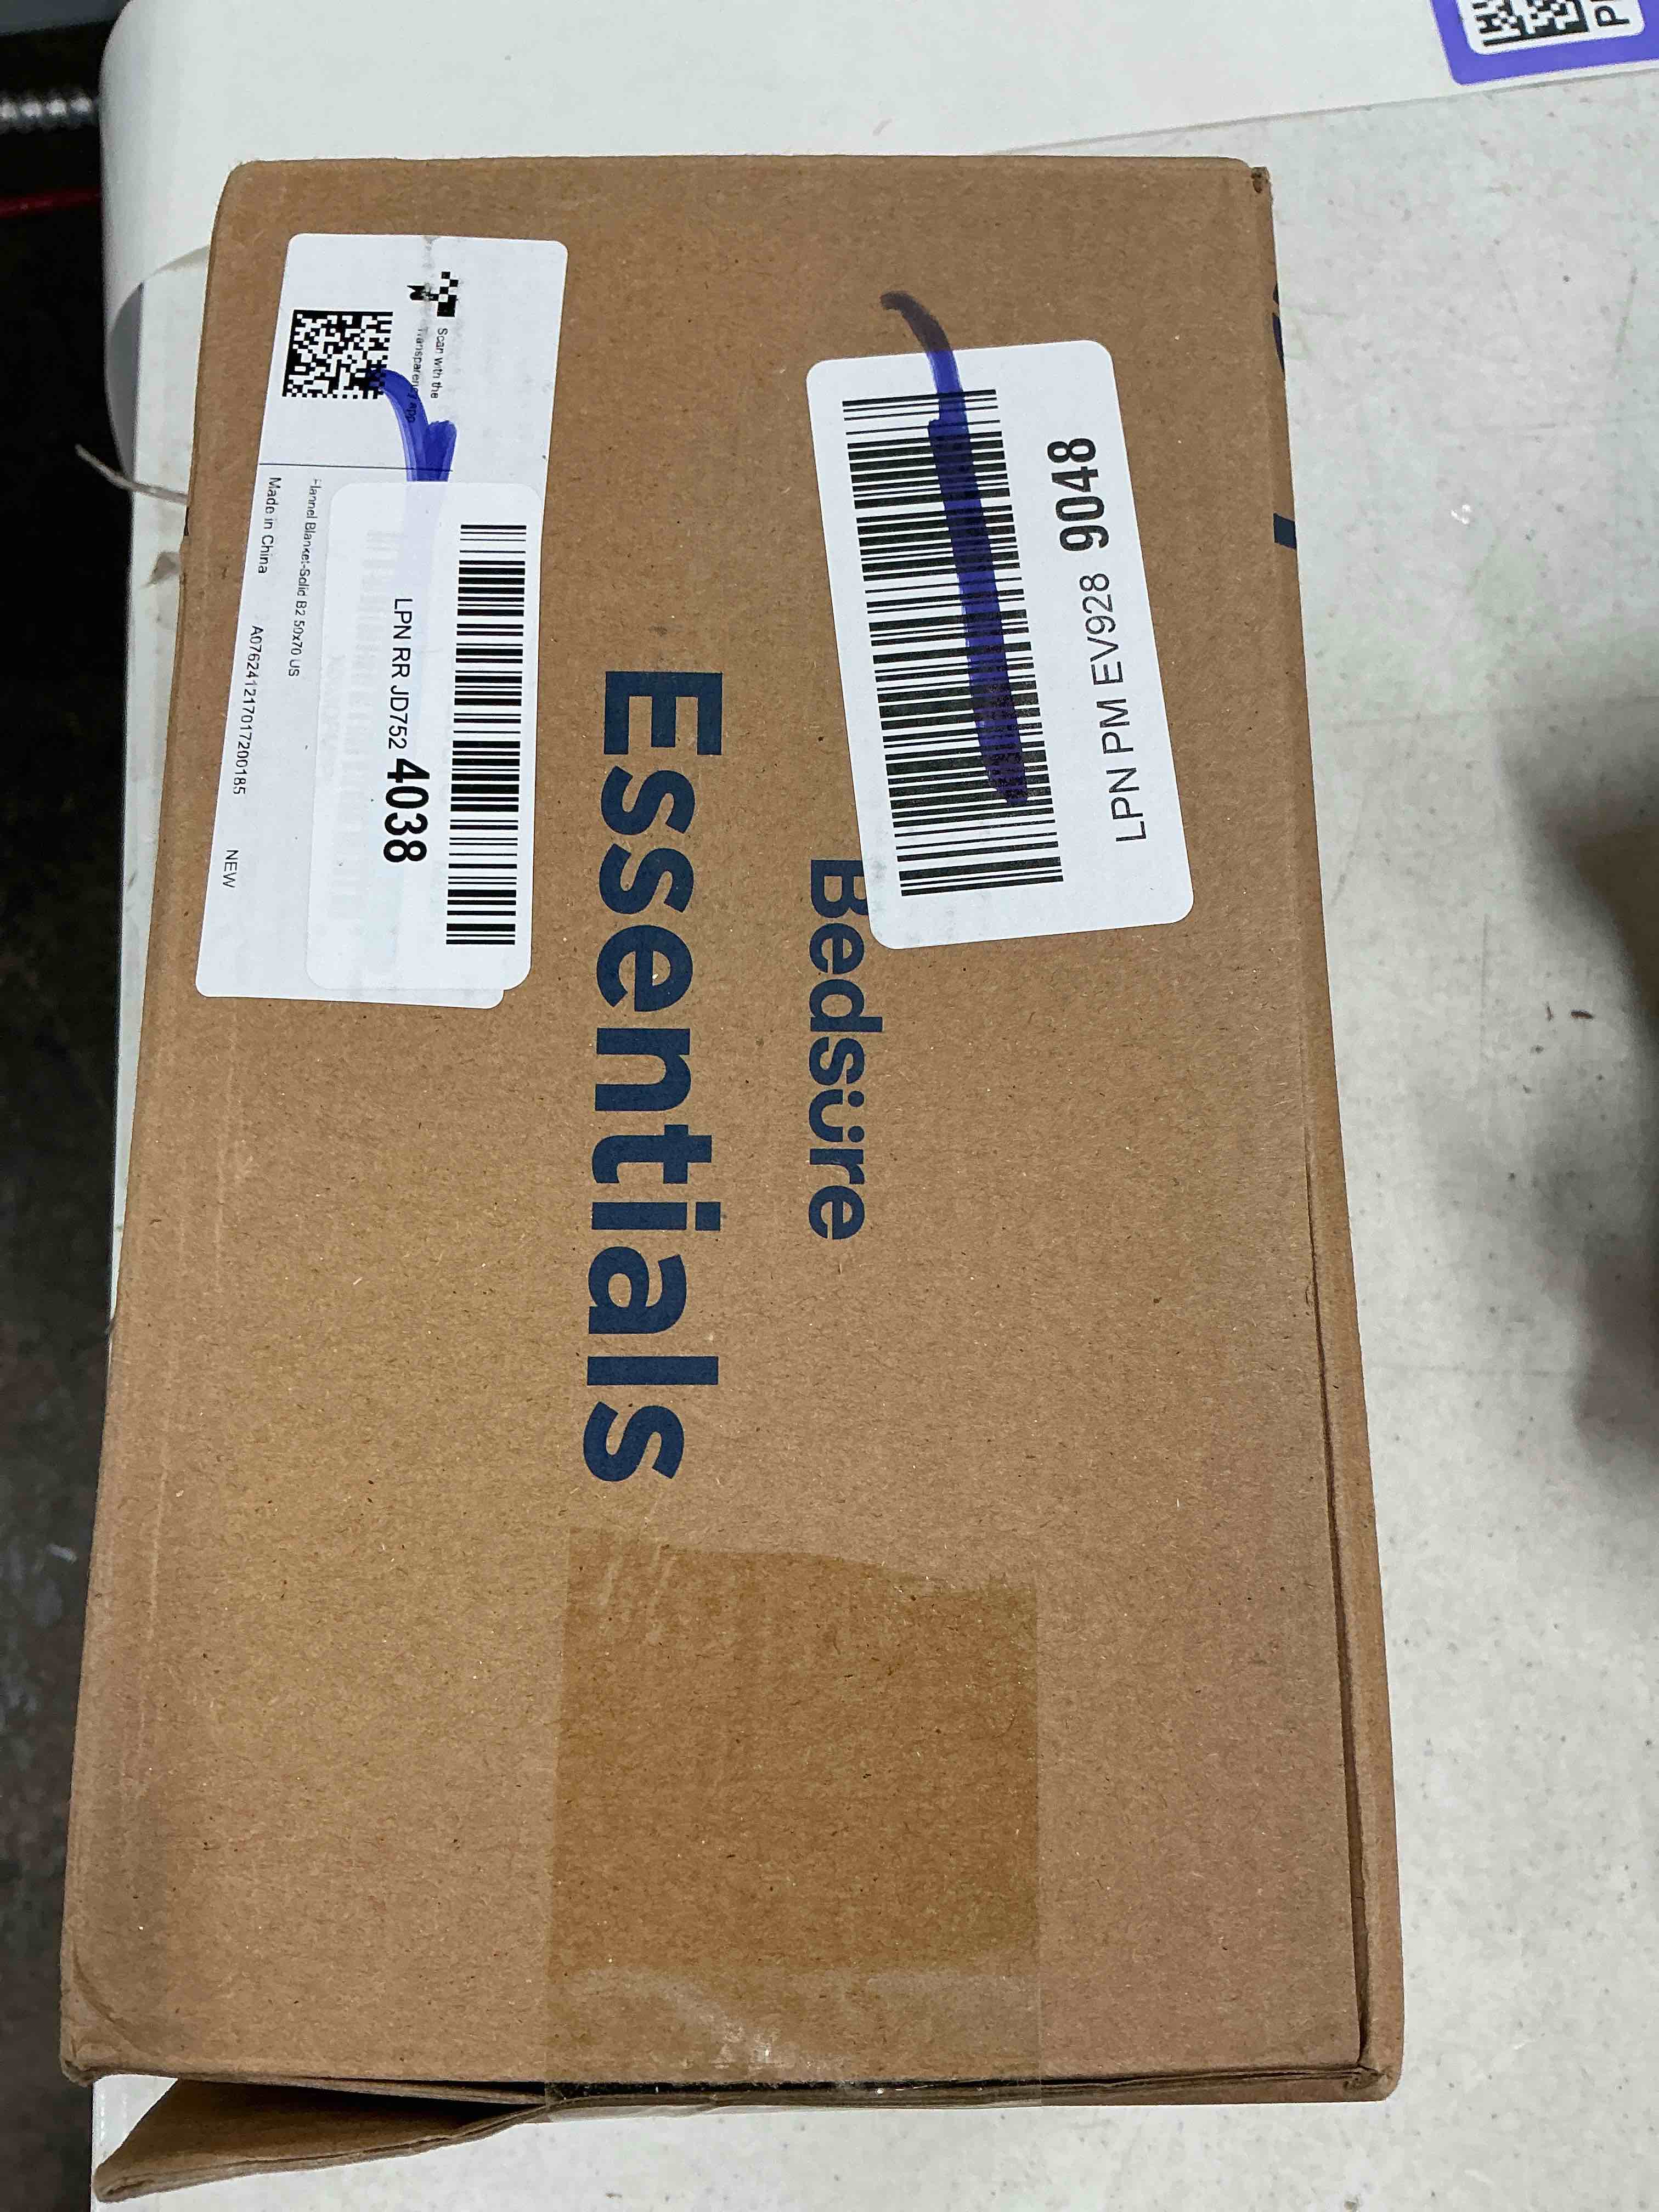 Bedsüre
Essentials
LPN PM EV928 9048
Scan with the
Transparency app
Flannel Blanket-Solid B2 50x70 US
Made in China
A076241217017200185
NEW
LPN RR JD752 4038